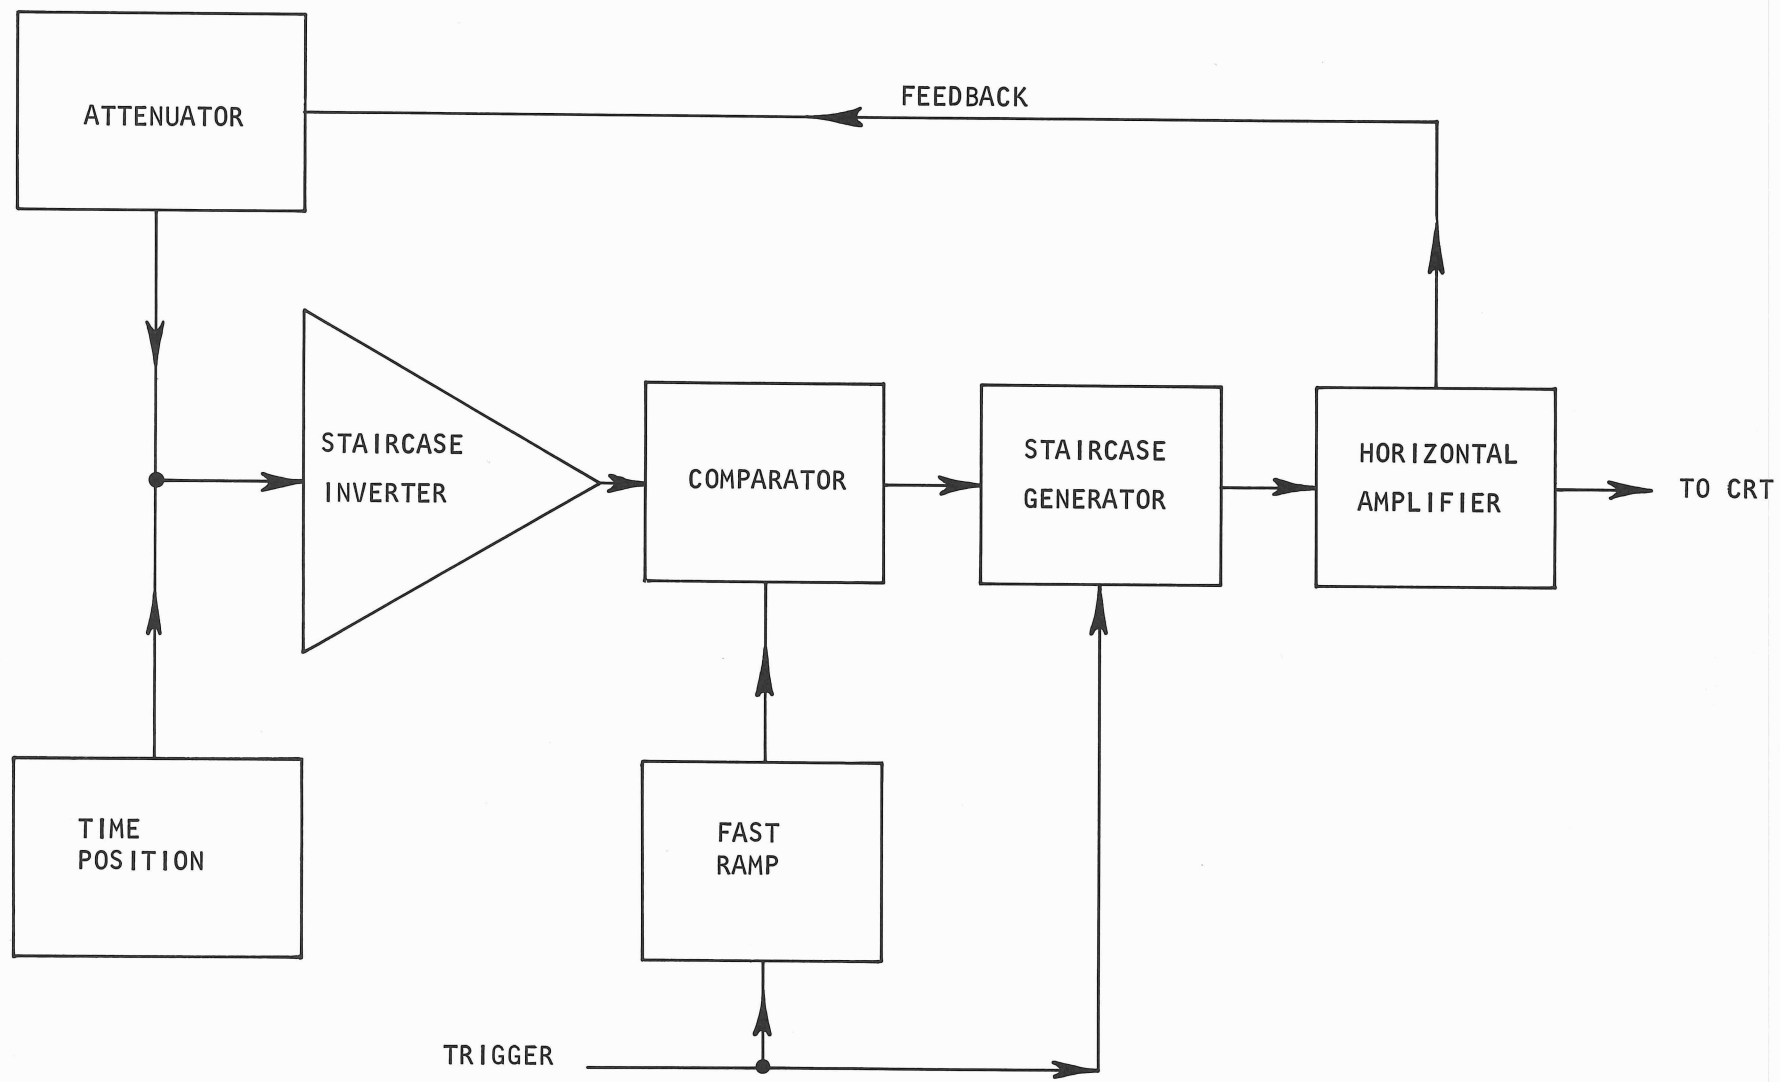 ATTENUATOR
FEEDBACK
STAIRCASE
INVERTER
COMPARATOR
STAIRCASE
GENERATOR
HORIZONTAL
AMPLIFIER
TO CRT
TIME
POSITION
FAST
RAMP
TRIGGER